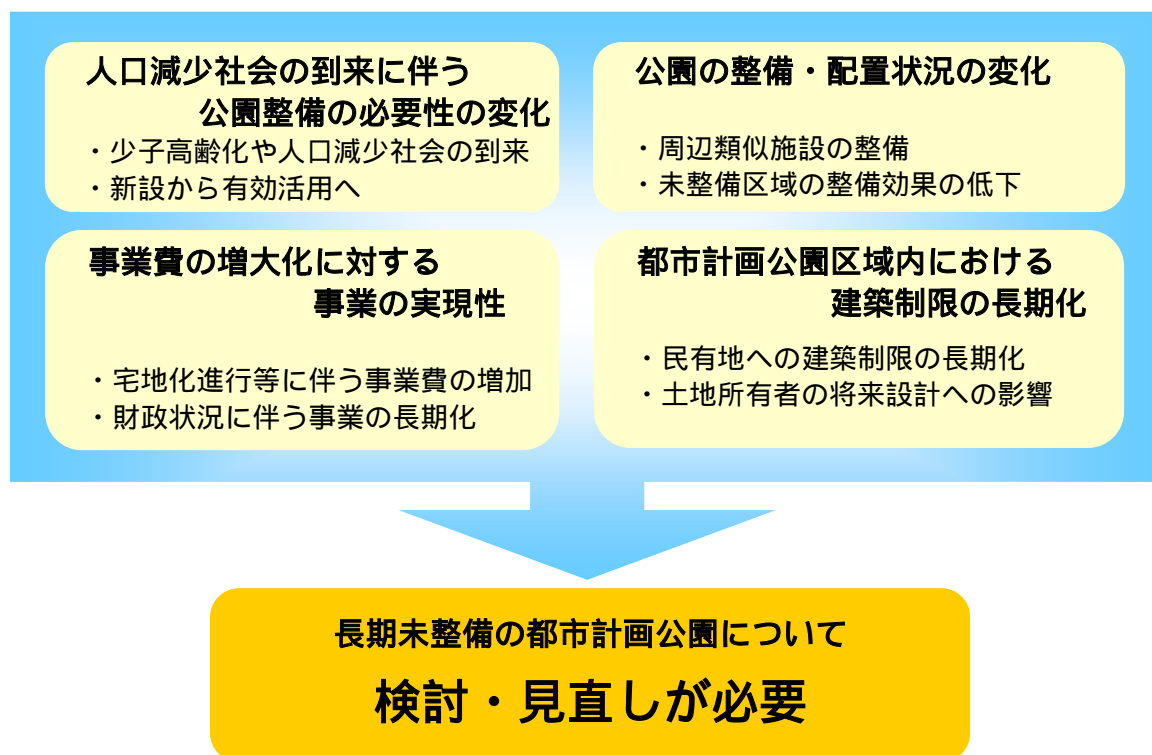 人口減少社会の到来に伴う
公園整備の必要性の変化
・少子高齢化や人口減少社会の到来
・新設から有効活用へ
公園の整備・配置状況の変化
・周辺類似施設の整備
・未整備区域の整備効果の低下
事業費の増大化に対する
事業の実現性
・宅地化進行等に伴う事業費の増加
・財政状況に伴う事業の長期化
都市計画公園区域内における
建築制限の長期化
・民有地への建築制限の長期化
・土地所有者の将来設計への影響
長期未整備の都市計画公園について
検討・見直しが必要